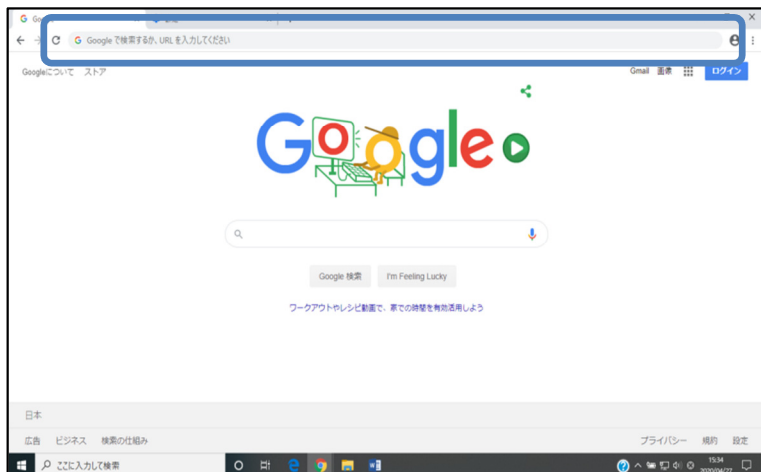 Google で検索するか、URL を入力してください
Googleについて ストア
Gmail 画像 ログイン
Google
Google 検索 I'm Feeling Lucky
ワークアウトやレシピ動画で、家での時間を有効活用しよう
日本
広告 ビジネス 検索の仕組み
プライバシー 規約 設定
ここに入力して検索
15:34
2020/04/27